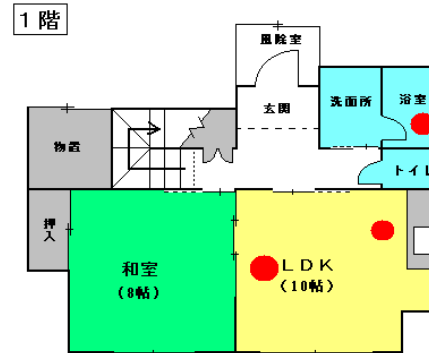 1階
風除室
玄関
洗面所
浴室
物置
トイレ
押入
和室
(8帖)
LDK
(10帖)